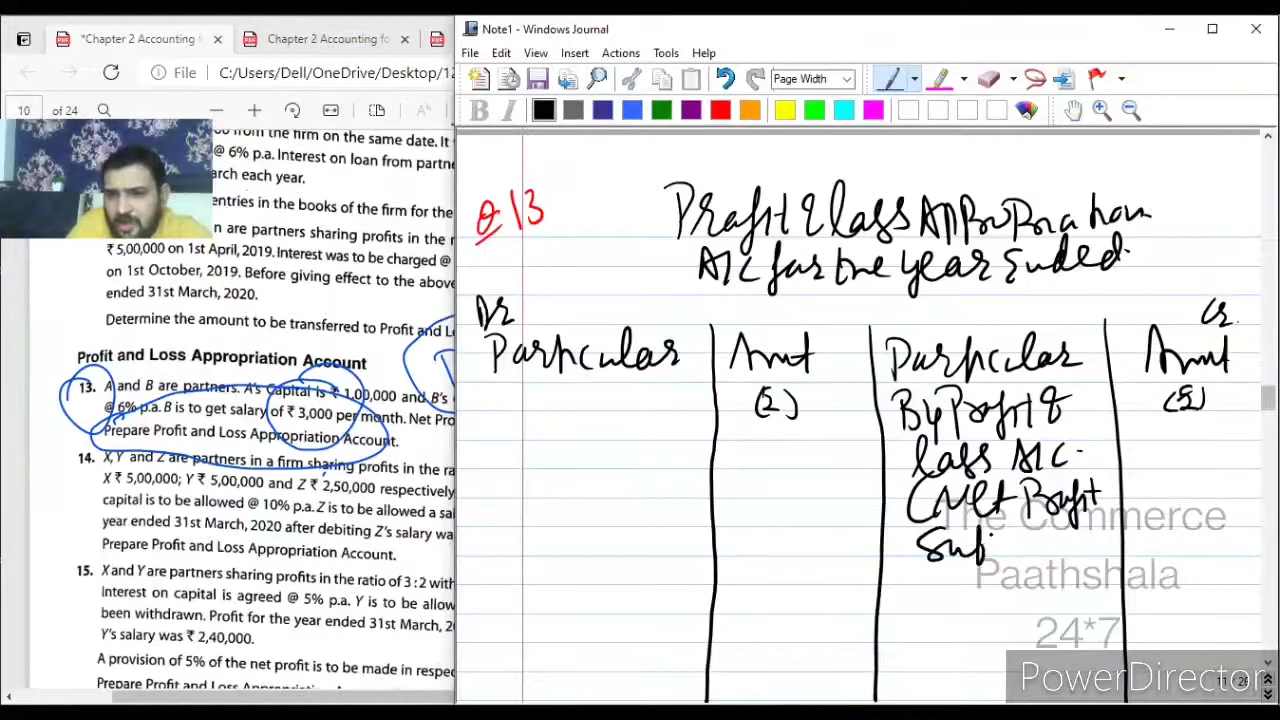 *Chapter 2 Accounting
Chapter 2 Accounting fo
File
C:/Users/Dell/OneDrive/Desktop/12
10 of 24
from the firm on the same date. It
@ 6% p.a. Interest on loan from partne
arch each year.
entries in the books of the firm for the
n are partners sharing profits in the r
₹ 5,00,000 on 1st April, 2019. Interest was to be charged @
on 1st October, 2019. Before giving effect to the above
ended 31st March, 2020.
Determine the amount to be transferred to Profit and Lo
Profit and Loss Appropriation Account
13. A and B are partners. A's Capital is ₹ 1,00,000 and B's
@ 6% p.a. B is to get salary of ₹ 3,000 per month. Net Pro
Prepare Profit and Loss Appropriation Account.
14. X, Y and Z are partners in a firm sharing profits in the ra
X ₹ 5,00,000; Y ₹ 5,00,000 and Z ₹ 2,50,000 respectively
capital is to be allowed @ 10% p.a. Z is to be allowed a sa
year ended 31st March, 2020 after debiting Z's salary wa
Prepare Profit and Loss Appropriation Account.
15. X and Y are partners sharing profits in the ratio of 3 : 2 with
Interest on capital is agreed @ 5% p.a. Y is to be allow
been withdrawn. Profit for the year ended 31st March, 2
Y's salary was ₹ 2,40,000.
A provision of 5% of the net profit is to be made in respec
Prepare Profit and Loss Appropriation Account.
Note1 - Windows Journal
File Edit View Insert Actions Tools Help
Page Width
B I
Q 13
Profit & Loss Appropriation
A/C for the year Ended
Dr Cr.
Particular Amt Particular Amt
(₹) By Profit & (₹)
Loss A/C
(Net Profit
The Commerce
Paathshala
24*7
PowerDirector